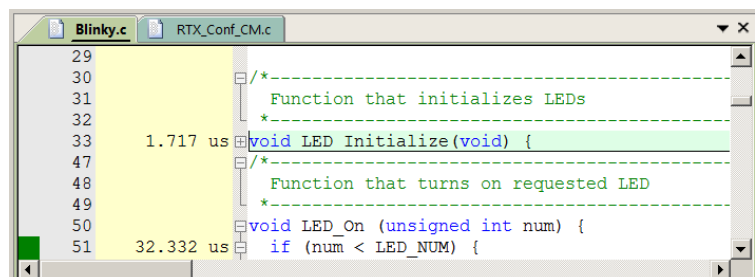 Blinky.c RTX_Conf_CM.c
29
30 /*--------------------------------------------
31 Function that initializes LEDs
32 *--------------------------------------------
33 1.717 us void LED_Initialize(void) {
47 /*--------------------------------------------
48 Function that turns on requested LED
49 *--------------------------------------------
50 void LED_On (unsigned int num) {
51 32.332 us if (num < LED_NUM) {